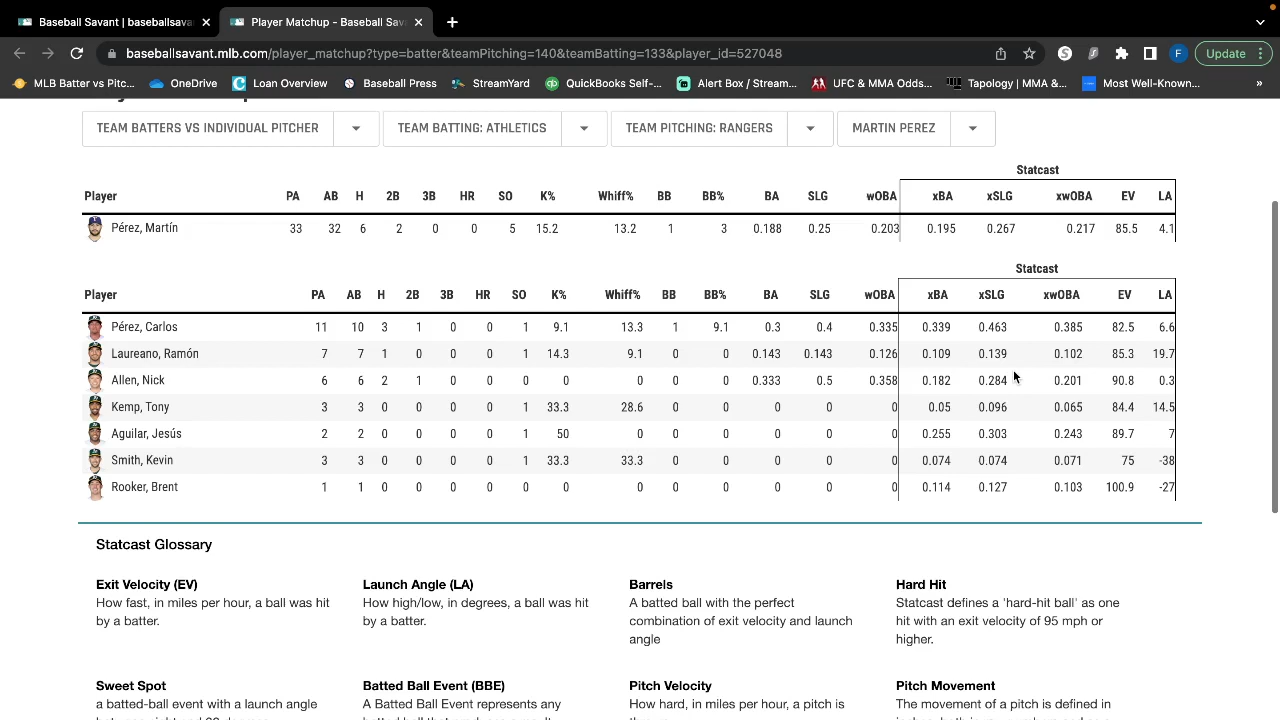 Baseball Savant | baseballsava
Player Matchup - Baseball Sav
baseballsavant.mlb.com/player_matchup?type=batter&teamPitching=140&teamBatting=133&player_id=527048
F
Update
MLB Batter vs Pitc...
OneDrive
Loan Overview
Baseball Press
StreamYard
QuickBooks Self-...
Alert Box / Stream...
UFC & MMA Odds...
Tapology | MMA &...
Most Well-Known...
»
TEAM BATTERS VS INDIVIDUAL PITCHER
TEAM BATTING: ATHLETICS
TEAM PITCHING: RANGERS
MARTIN PEREZ
Statcast
Player PA AB H 2B 3B HR SO K% Whiff% BB BB% BA SLG wOBA xBA xSLG xwOBA EV LA
Pérez, Martín 33 32 6 2 0 0 5 15.2 13.2 1 3 0.188 0.25 0.203 0.195 0.267 0.217 85.5 4.1
Statcast
Player PA AB H 2B 3B HR SO K% Whiff% BB BB% BA SLG wOBA xBA xSLG xwOBA EV LA
Pérez, Carlos 11 10 3 1 0 0 1 9.1 13.3 1 9.1 0.3 0.4 0.335 0.339 0.463 0.385 82.5 6.6
Laureano, Ramón 7 7 1 0 0 0 1 14.3 9.1 0 0 0.143 0.143 0.126 0.109 0.139 0.102 85.3 19.7
Allen, Nick 6 6 2 1 0 0 0 0 0 0 0 0.333 0.5 0.358 0.182 0.284 0.201 90.8 0.3
Kemp, Tony 3 3 0 0 0 0 1 33.3 28.6 0 0 0 0 0 0.05 0.096 0.065 84.4 14.5
Aguilar, Jesús 2 2 0 0 0 0 1 50 0 0 0 0 0 0 0.255 0.303 0.243 89.7 7
Smith, Kevin 3 3 0 0 0 0 1 33.3 33.3 0 0 0 0 0 0.074 0.074 0.071 75 -38
Rooker, Brent 1 1 0 0 0 0 0 0 0 0 0 0 0 0 0.114 0.127 0.103 100.9 -27
Statcast Glossary
Exit Velocity (EV)
How fast, in miles per hour, a ball was hit
by a batter.
Launch Angle (LA)
How high/low, in degrees, a ball was hit
by a batter.
Barrels
A batted ball with the perfect
combination of exit velocity and launch
angle
Hard Hit
Statcast defines a 'hard-hit ball' as one
hit with an exit velocity of 95 mph or
higher.
Sweet Spot
a batted-ball event with a launch angle
Batted Ball Event (BBE)
A Batted Ball Event represents any
Pitch Velocity
How hard, in miles per hour, a pitch is
Pitch Movement
The movement of a pitch is defined in